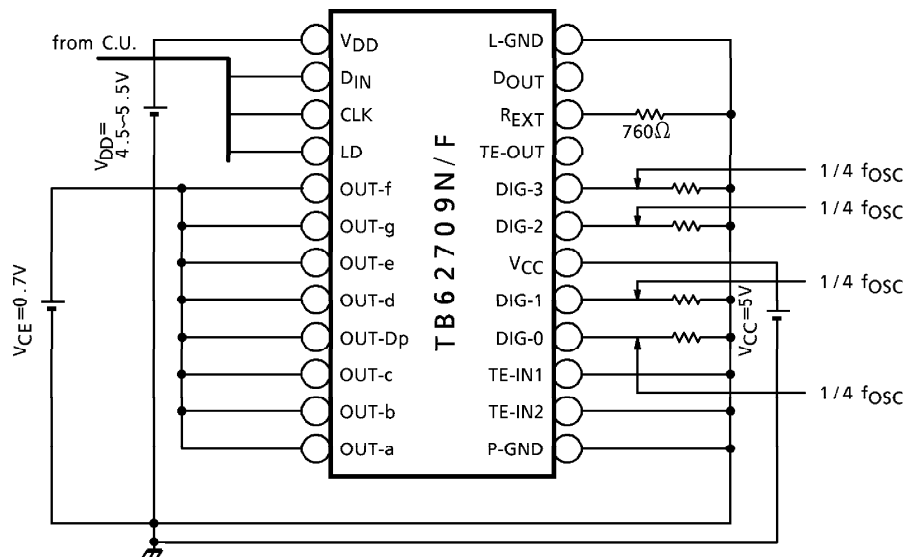 from C.U.
VDD=
4.5~5.5V
VCE=0.7V
VDD
DIN
CLK
LD
OUT-f
OUT-g
OUT-e
OUT-d
OUT-Dp
OUT-c
OUT-b
OUT-a
TB62709N/F
L-GND
DOUT
REXT
TE-OUT
DIG-3
DIG-2
VCC
DIG-1
DIG-0
TE-IN1
TE-IN2
P-GND
760Ω
1/4 fOSC
1/4 fOSC
1/4 fOSC
VCC=5V
1/4 fOSC